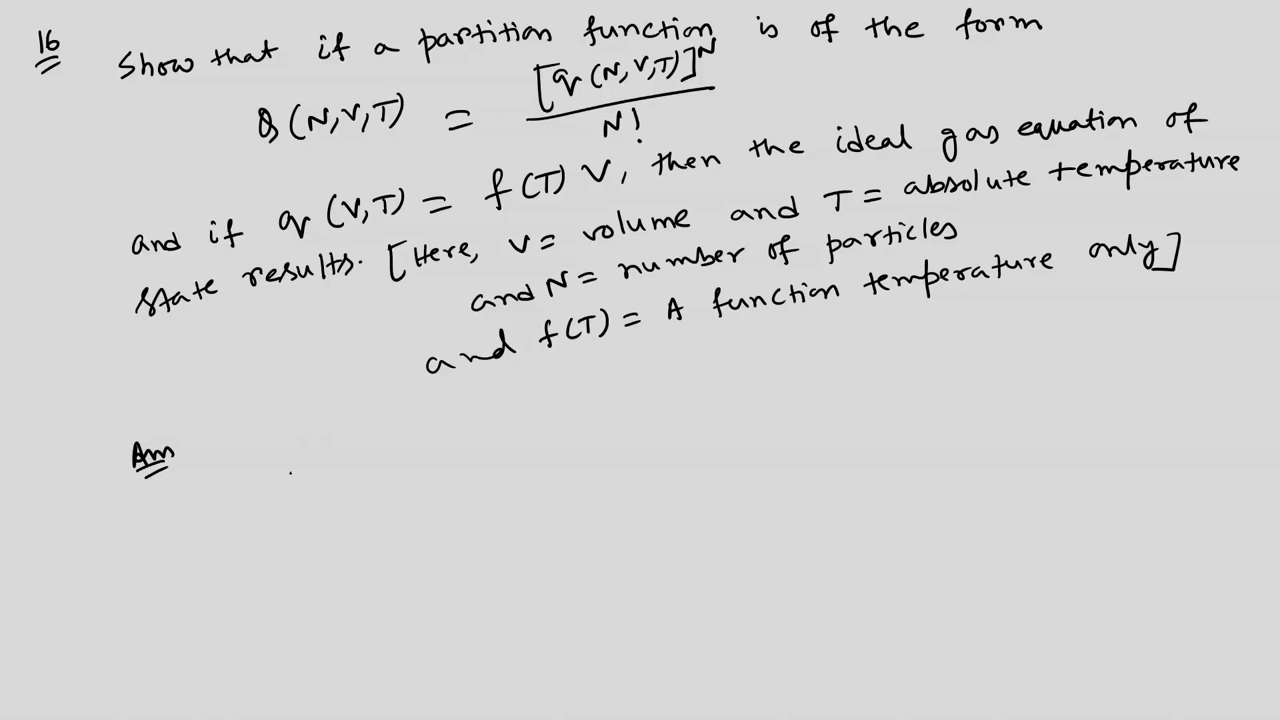 16 Show that if a partition function is of the form
Q(N,V,T) = [q(N,V,T)]^N / N!
and if q(V,T) = f(T) V, then the ideal gas equation of
state results. [Here, V = volume and T = absolute temperature
and N = number of particles
and f(T) = A function temperature only]
Ans